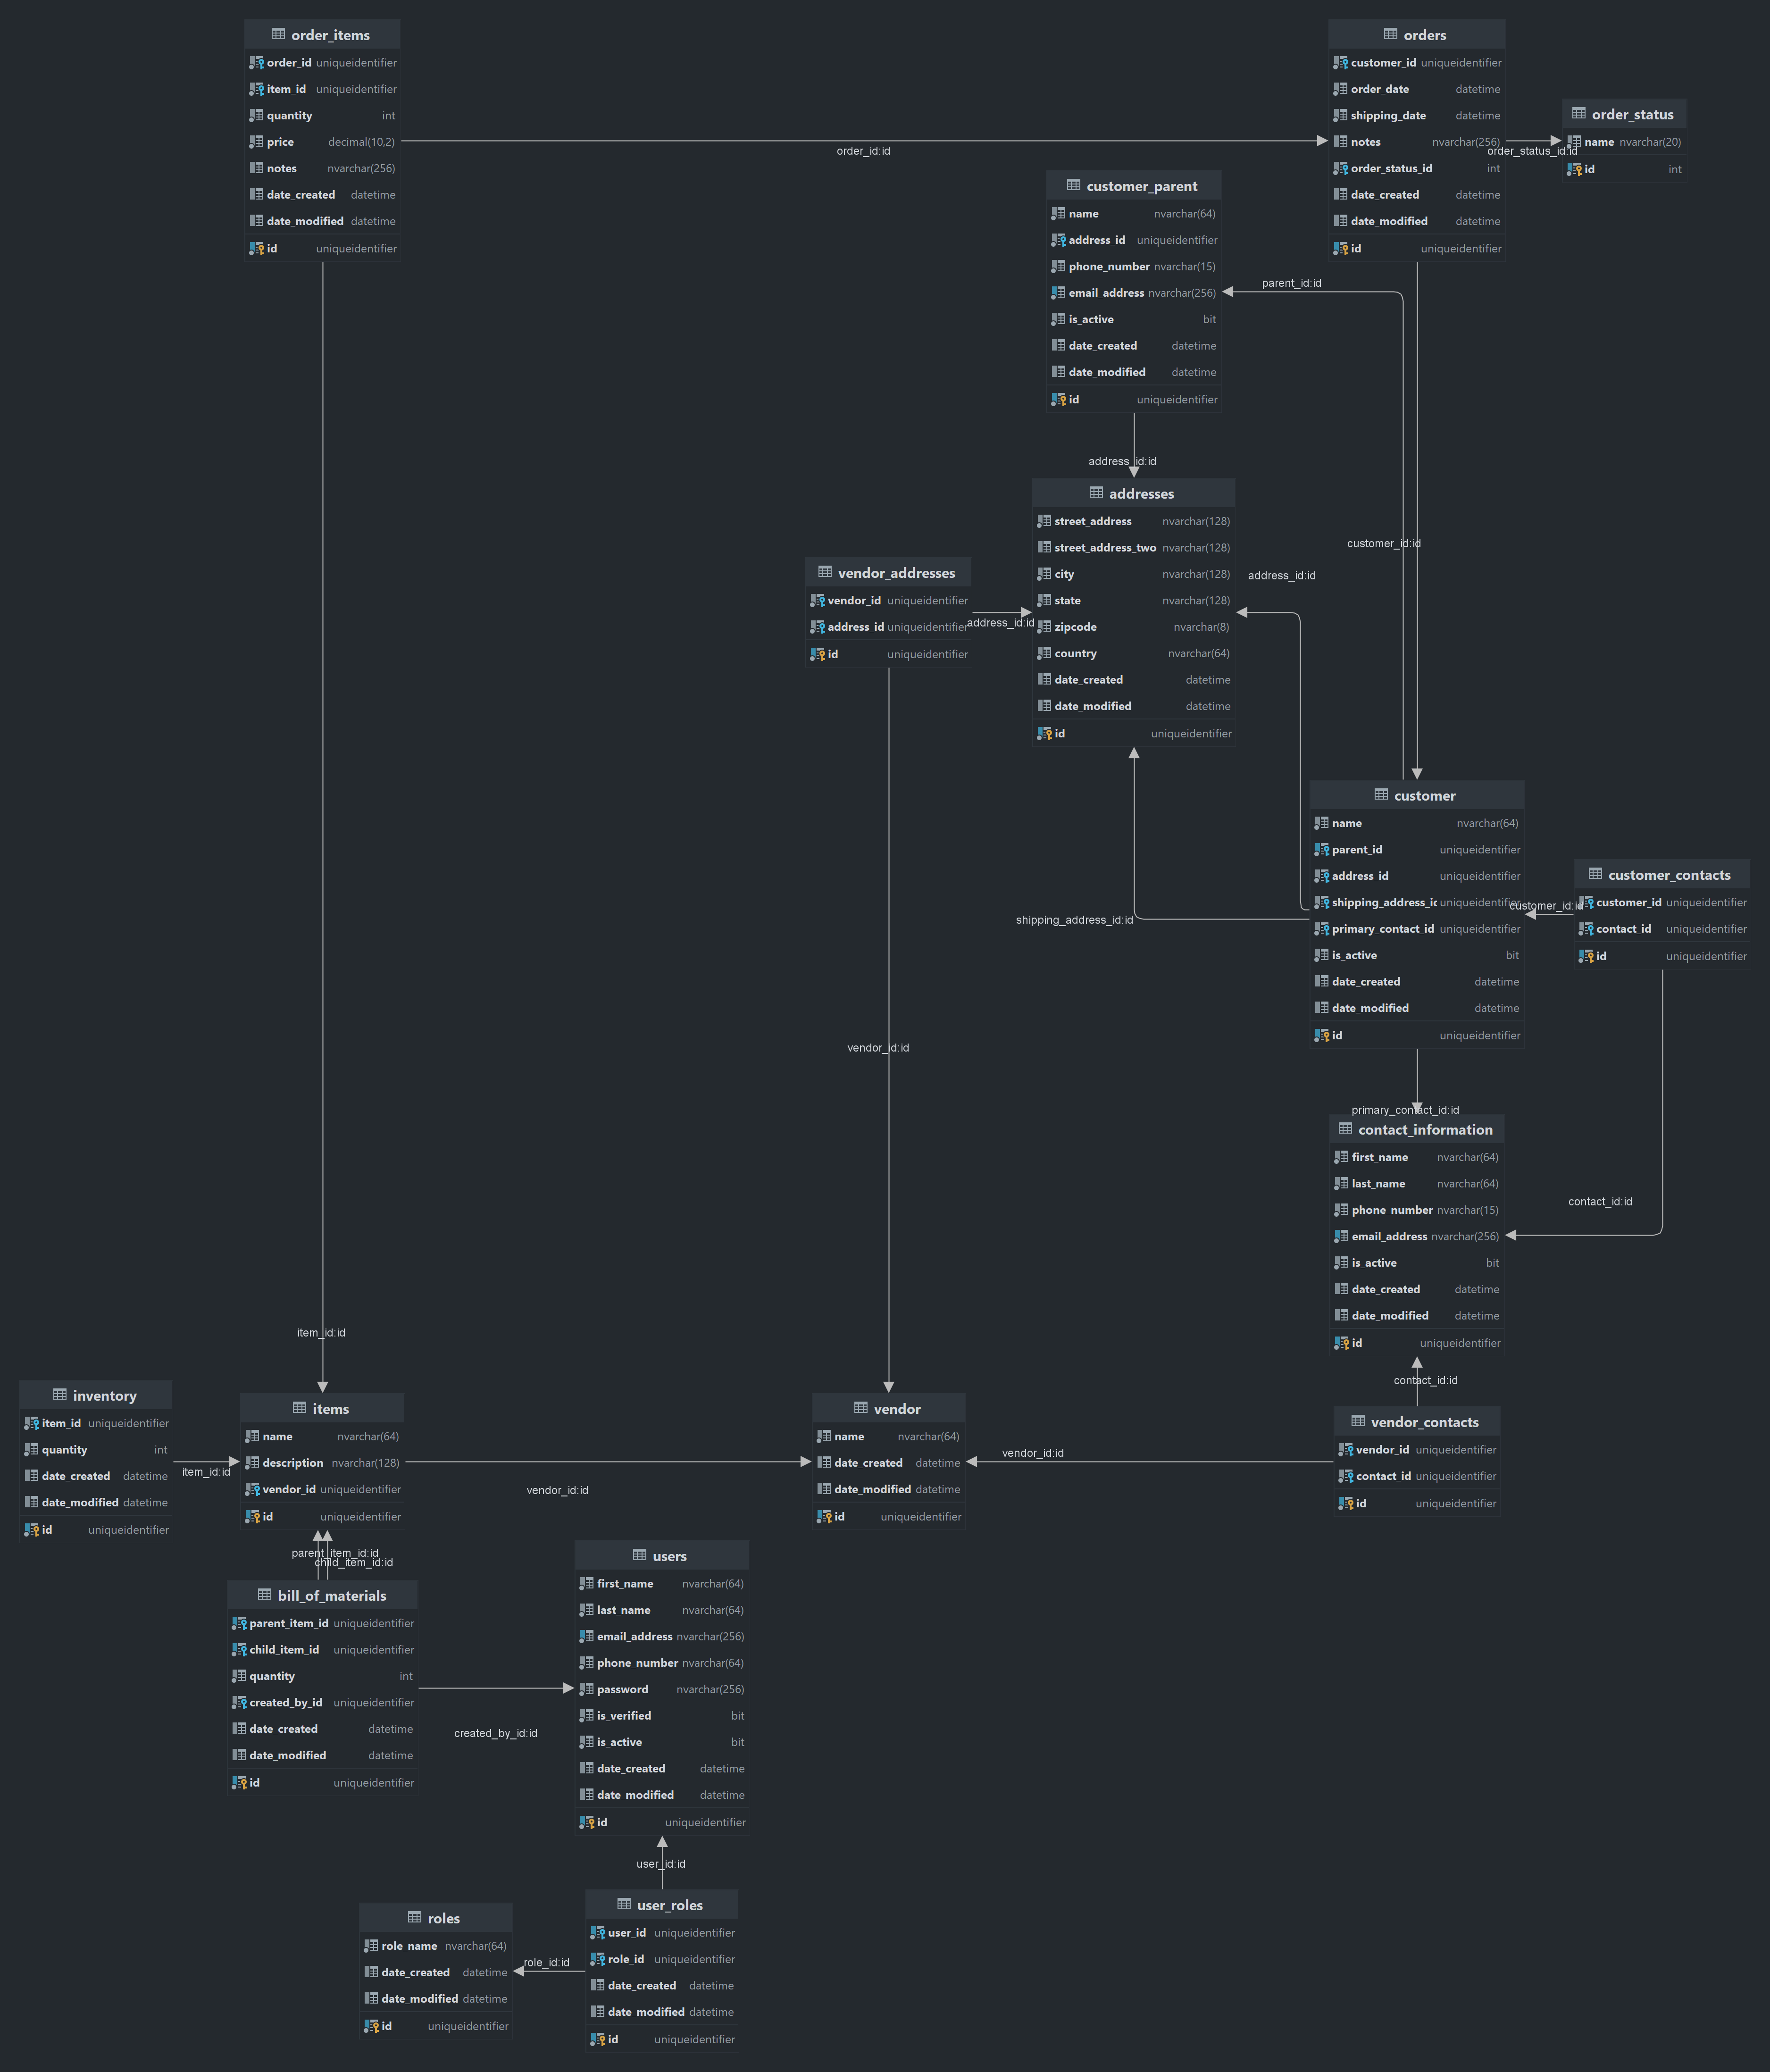 order_items
order_id uniqueidentifier
item_id uniqueidentifier
quantity int
price decimal(10,2)
notes nvarchar(256)
date_created datetime
date_modified datetime
id uniqueidentifier
order_id:id
orders
customer_id uniqueidentifier
order_date datetime
shipping_date datetime
notes nvarchar(256)
order_status_id int
date_created datetime
date_modified datetime
id uniqueidentifier
order_status_id:id
order_status
name nvarchar(20)
id int
customer_parent
name nvarchar(64)
address_id uniqueidentifier
phone_number nvarchar(15)
email_address nvarchar(256)
is_active bit
date_created datetime
date_modified datetime
id uniqueidentifier
parent_id:id
address_id:id
addresses
street_address nvarchar(128)
street_address_two nvarchar(128)
city nvarchar(128)
state nvarchar(128)
zipcode nvarchar(8)
country nvarchar(64)
date_created datetime
date_modified datetime
id uniqueidentifier
customer_id:id
address_id:id
vendor_addresses
vendor_id uniqueidentifier
address_id uniqueidentifier
id uniqueidentifier
address_id:id
customer
name nvarchar(64)
parent_id uniqueidentifier
address_id uniqueidentifier
shipping_address_id uniqueidentifier
primary_contact_id uniqueidentifier
is_active bit
date_created datetime
date_modified datetime
id uniqueidentifier
shipping_address_id:id
customer_id:id
customer_contacts
customer_id uniqueidentifier
contact_id uniqueidentifier
id uniqueidentifier
vendor_id:id
primary_contact_id:id
contact_information
first_name nvarchar(64)
last_name nvarchar(64)
phone_number nvarchar(15)
email_address nvarchar(256)
is_active bit
date_created datetime
date_modified datetime
id uniqueidentifier
contact_id:id
item_id:id
contact_id:id
inventory
item_id uniqueidentifier
quantity int
date_created datetime
date_modified datetime
id uniqueidentifier
item_id:id
items
name nvarchar(64)
description nvarchar(128)
vendor_id uniqueidentifier
id uniqueidentifier
vendor_id:id
vendor
name nvarchar(64)
date_created datetime
date_modified datetime
id uniqueidentifier
vendor_id:id
vendor_contacts
vendor_id uniqueidentifier
contact_id uniqueidentifier
id uniqueidentifier
parent_item_id:id
child_item_id:id
bill_of_materials
parent_item_id uniqueidentifier
child_item_id uniqueidentifier
quantity int
created_by_id uniqueidentifier
date_created datetime
date_modified datetime
id uniqueidentifier
created_by_id:id
users
first_name nvarchar(64)
last_name nvarchar(64)
email_address nvarchar(256)
phone_number nvarchar(64)
password nvarchar(256)
is_verified bit
is_active bit
date_created datetime
date_modified datetime
id uniqueidentifier
user_id:id
roles
role_name nvarchar(64)
date_created datetime
date_modified datetime
id uniqueidentifier
role_id:id
user_roles
user_id uniqueidentifier
role_id uniqueidentifier
date_created datetime
date_modified datetime
id uniqueidentifier